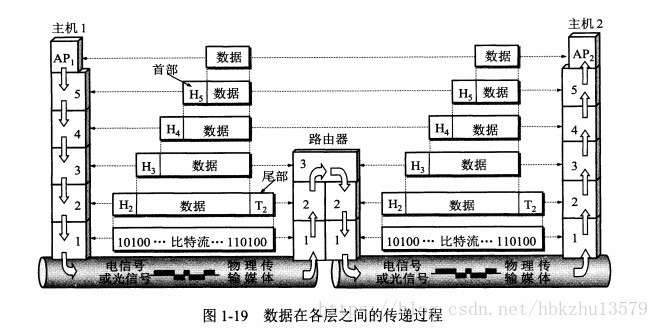 主机 1
主机 2
AP₁
数据
数据
AP₂
首部
5
H₅ 数据
H₅ 数据
5
4
H₄ 数据
路由器
H₄ 数据
4
3
H₃ 数据
3
H₃ 数据
3
尾部
2
H₂ 数据 T₂
2 2
H₂ 数据 T₂
2
1
10100 … 比特流 … 110100
1 1
10100 … 比特流 … 110100
1
电信号
或光信号
物理传
输媒体
电信号
或光信号
物理传
输媒体
图 1-19 数据在各层之间的传递过程
https://blog.csdn.net/hbkzhu13579